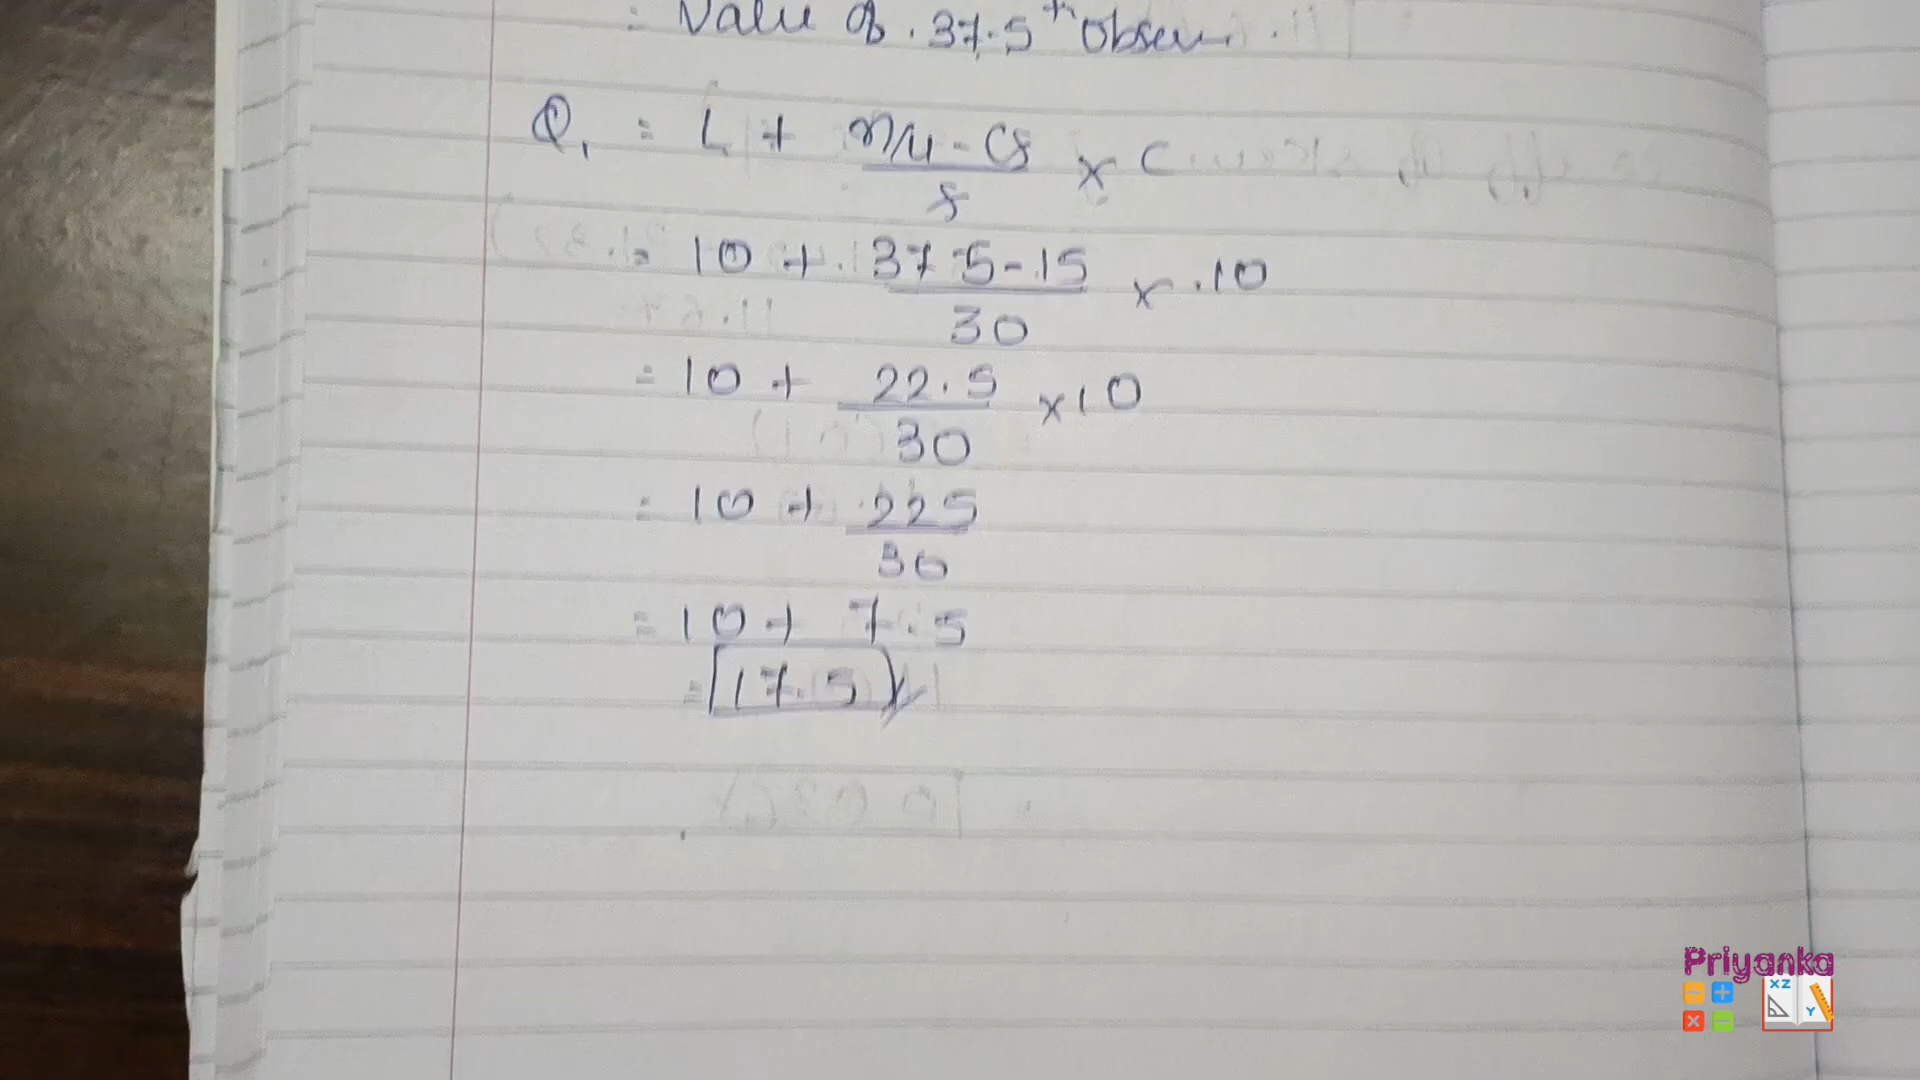 = Value of 37.5th Obser
Q1 = L + n/4 - Cf / f × C
= 10 + 37.5 - 15 / 30 × 10
= 10 + 22.5 / 30 × 10
= 10 + 225 / 30
= 10 + 7.5
= 17.5
Priyanka